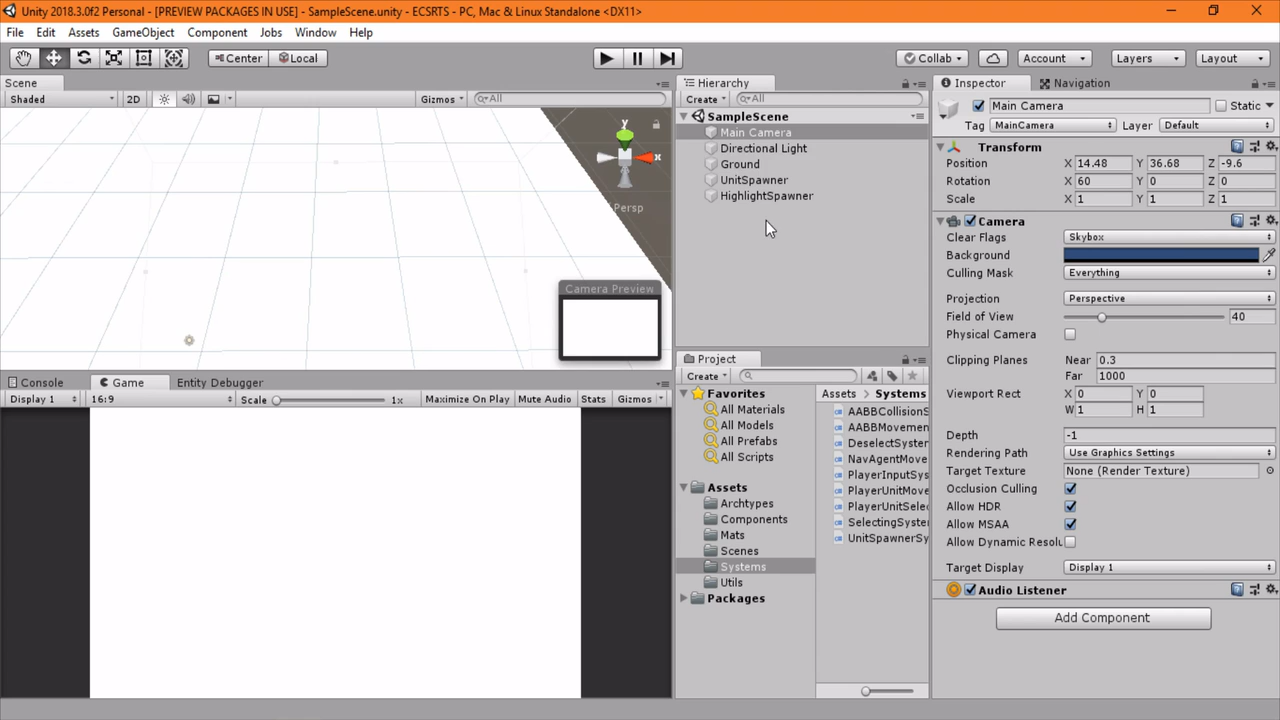 Unity 2018.3.0f2 Personal - [PREVIEW PACKAGES IN USE] - SampleScene.unity - ECSRTS - PC, Mac & Linux Standalone <DX11>
File Edit Assets GameObject Component Jobs Window Help
Center Local Collab Account Layers Layout
Scene
Shaded 2D Gizmos All
y
x
Persp
Camera Preview
Hierarchy
Create All
SampleScene
Main Camera
Directional Light
Ground
UnitSpawner
HighlightSpawner
Console Game Entity Debugger
Display 1 16:9 Scale 1x Maximize On Play Mute Audio Stats Gizmos
Project
Create
Favorites
All Materials
All Models
All Prefabs
All Scripts
Assets
Archtypes
Components
Mats
Scenes
Systems
Utils
Packages
Assets Systems
AABBCollisionS
AABBMovemen
DeselectSystem
NavAgentMove
PlayerInputSys
PlayerUnitMove
PlayerUnitSelec
SelectingSystem
UnitSpawnerSy
Inspector Navigation
Main Camera Static
Tag MainCamera Layer Default
Transform
Position X 14.48 Y 36.68 Z -9.6
Rotation X 60 Y 0 Z 0
Scale X 1 Y 1 Z 1
Camera
Clear Flags Skybox
Background
Culling Mask Everything
Projection Perspective
Field of View 40
Physical Camera
Clipping Planes Near 0.3
Far 1000
Viewport Rect X 0 Y 0
W 1 H 1
Depth -1
Rendering Path Use Graphics Settings
Target Texture None (Render Texture)
Occlusion Culling
Allow HDR
Allow MSAA
Allow Dynamic Resolu
Target Display Display 1
Audio Listener
Add Component